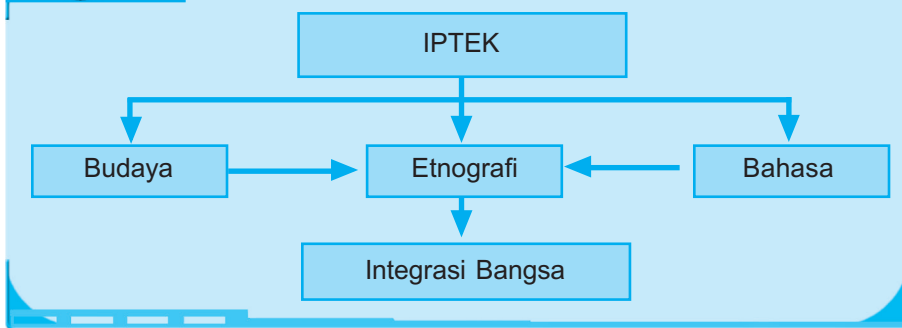 IPTEK
Budaya
Etnografi
Bahasa
Integrasi Bangsa